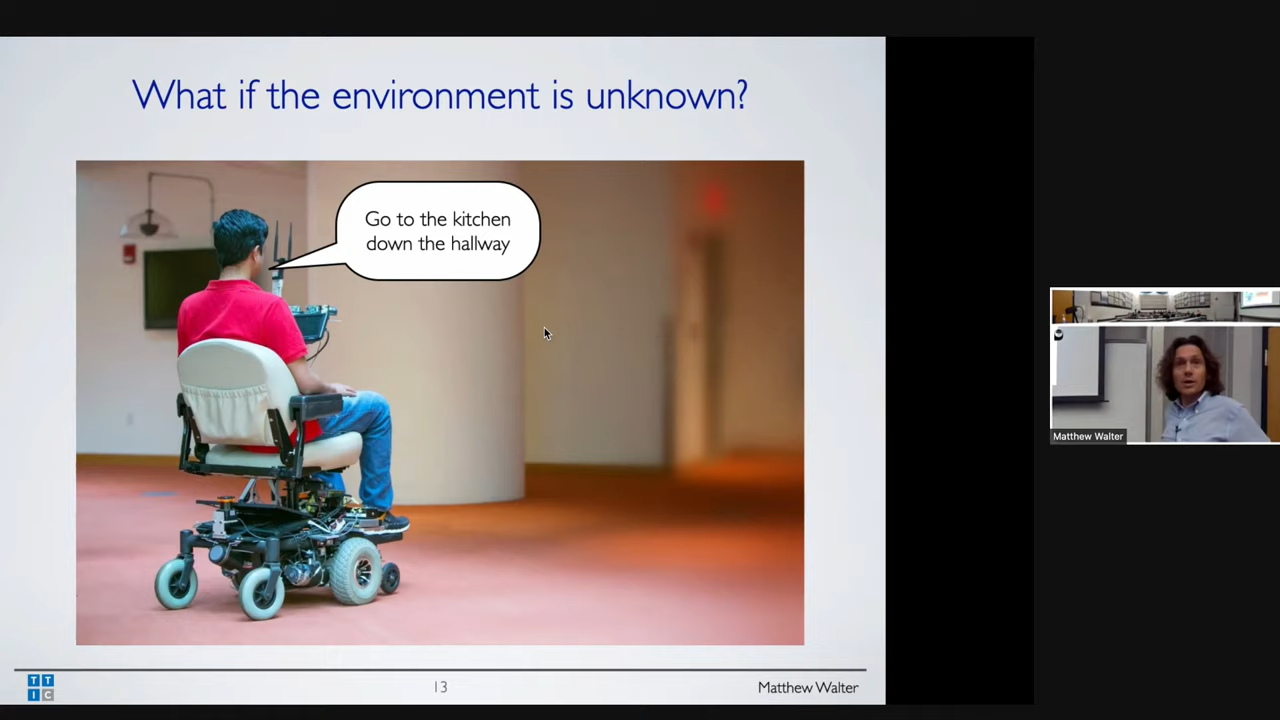 What if the environment is unknown?
Go to the kitchen
down the hallway
Matthew Walter
T T
I C
13
Matthew Walter